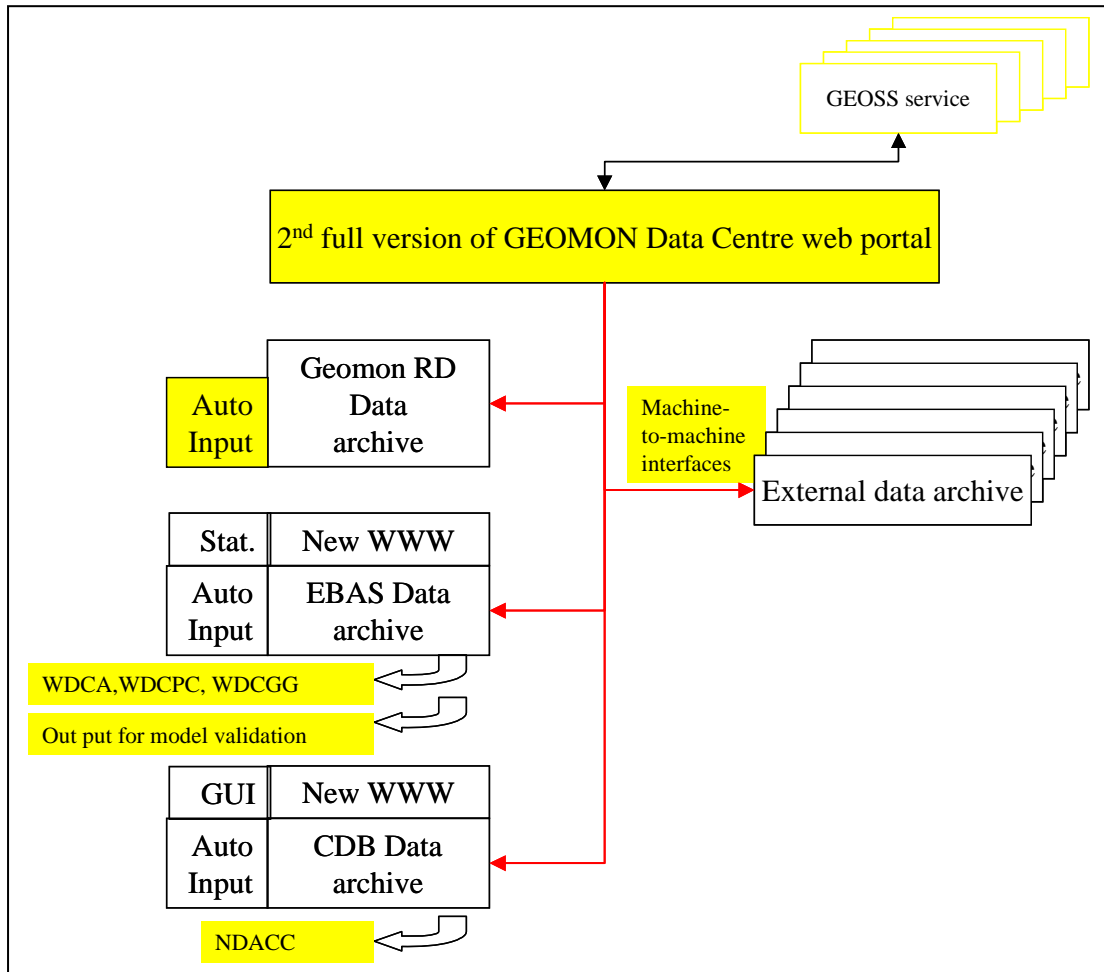 GEOSS service
2nd full version of GEOMON Data Centre web portal
Geomon RD
Data
archive
Auto
Input
Machine-
to-machine
interfaces
External data archive
Stat.
New WWW
Auto
Input
EBAS Data
archive
WDCA,WDCPC, WDCGG
Out put for model validation
GUI
New WWW
Auto
Input
CDB Data
archive
NDACC